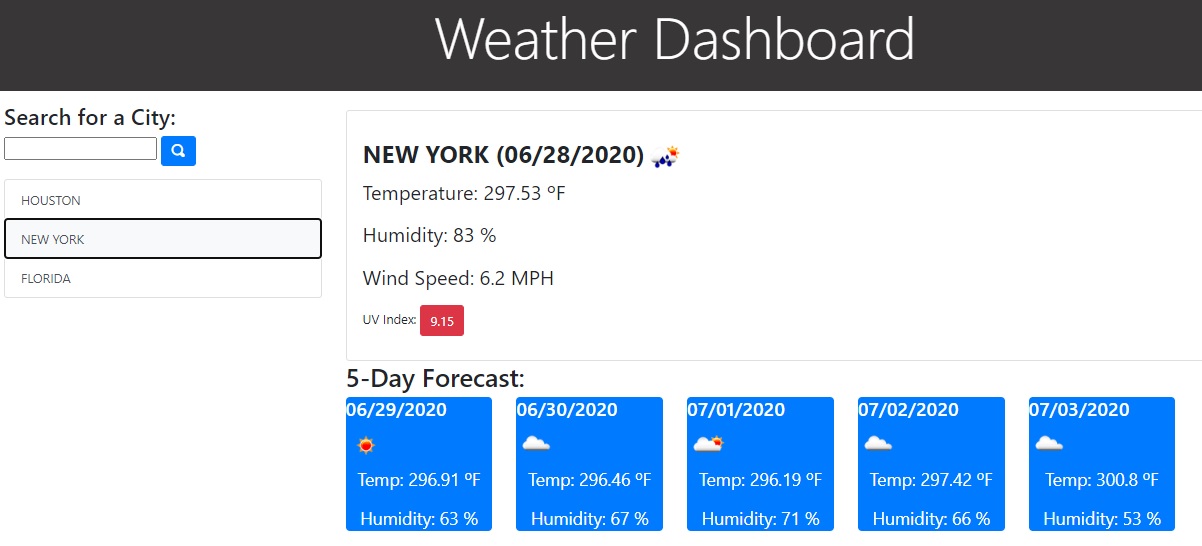 Weather Dashboard
Search for a City:
HOUSTON
NEW YORK
FLORIDA
NEW YORK (06/28/2020)
Temperature: 297.53 ºF
Humidity: 83 %
Wind Speed: 6.2 MPH
UV Index: 9.15
5-Day Forecast:
06/29/2020
Temp: 296.91 ºF
Humidity: 63 %
06/30/2020
Temp: 296.46 ºF
Humidity: 67 %
07/01/2020
Temp: 296.19 ºF
Humidity: 71 %
07/02/2020
Temp: 297.42 ºF
Humidity: 66 %
07/03/2020
Temp: 300.8 ºF
Humidity: 53 %